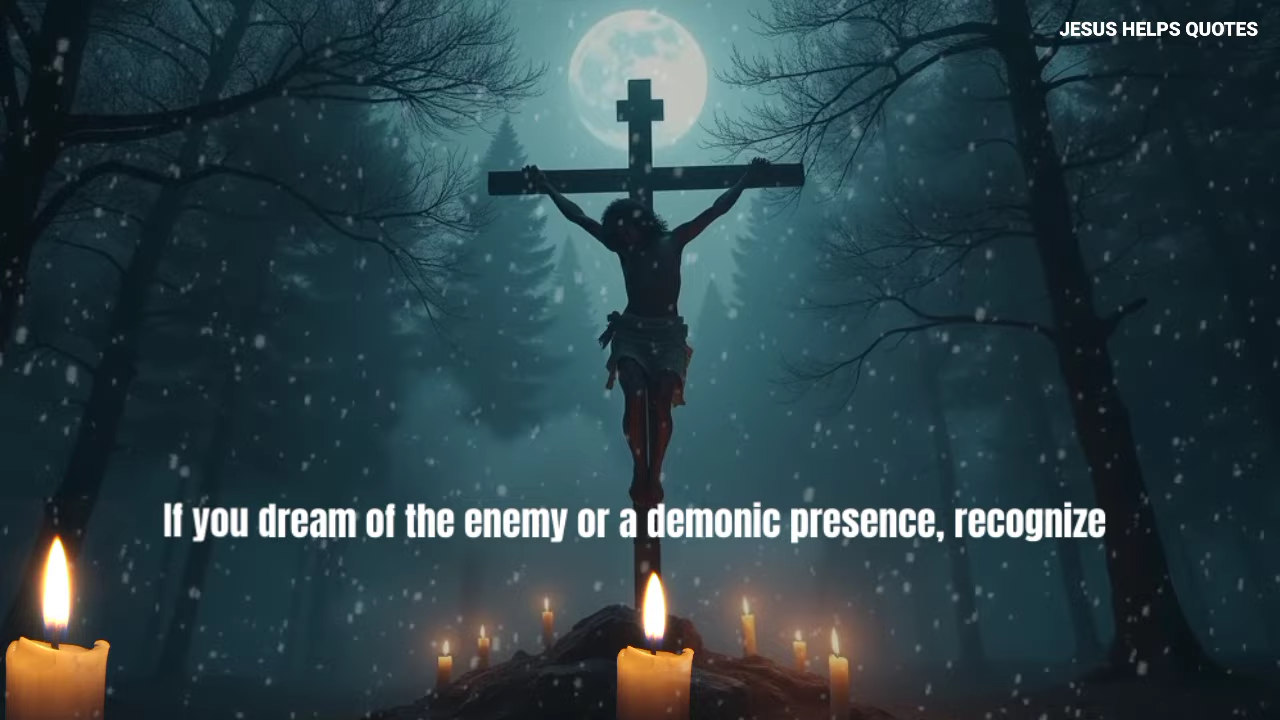 JESUS HELPS QUOTES
If you dream of the enemy or a demonic presence, recognize